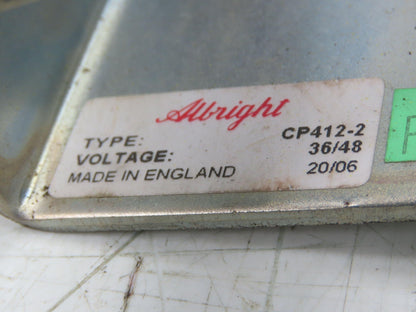 Albright
TYPE: CP412-2
VOLTAGE: 36/48
MADE IN ENGLAND 20/06